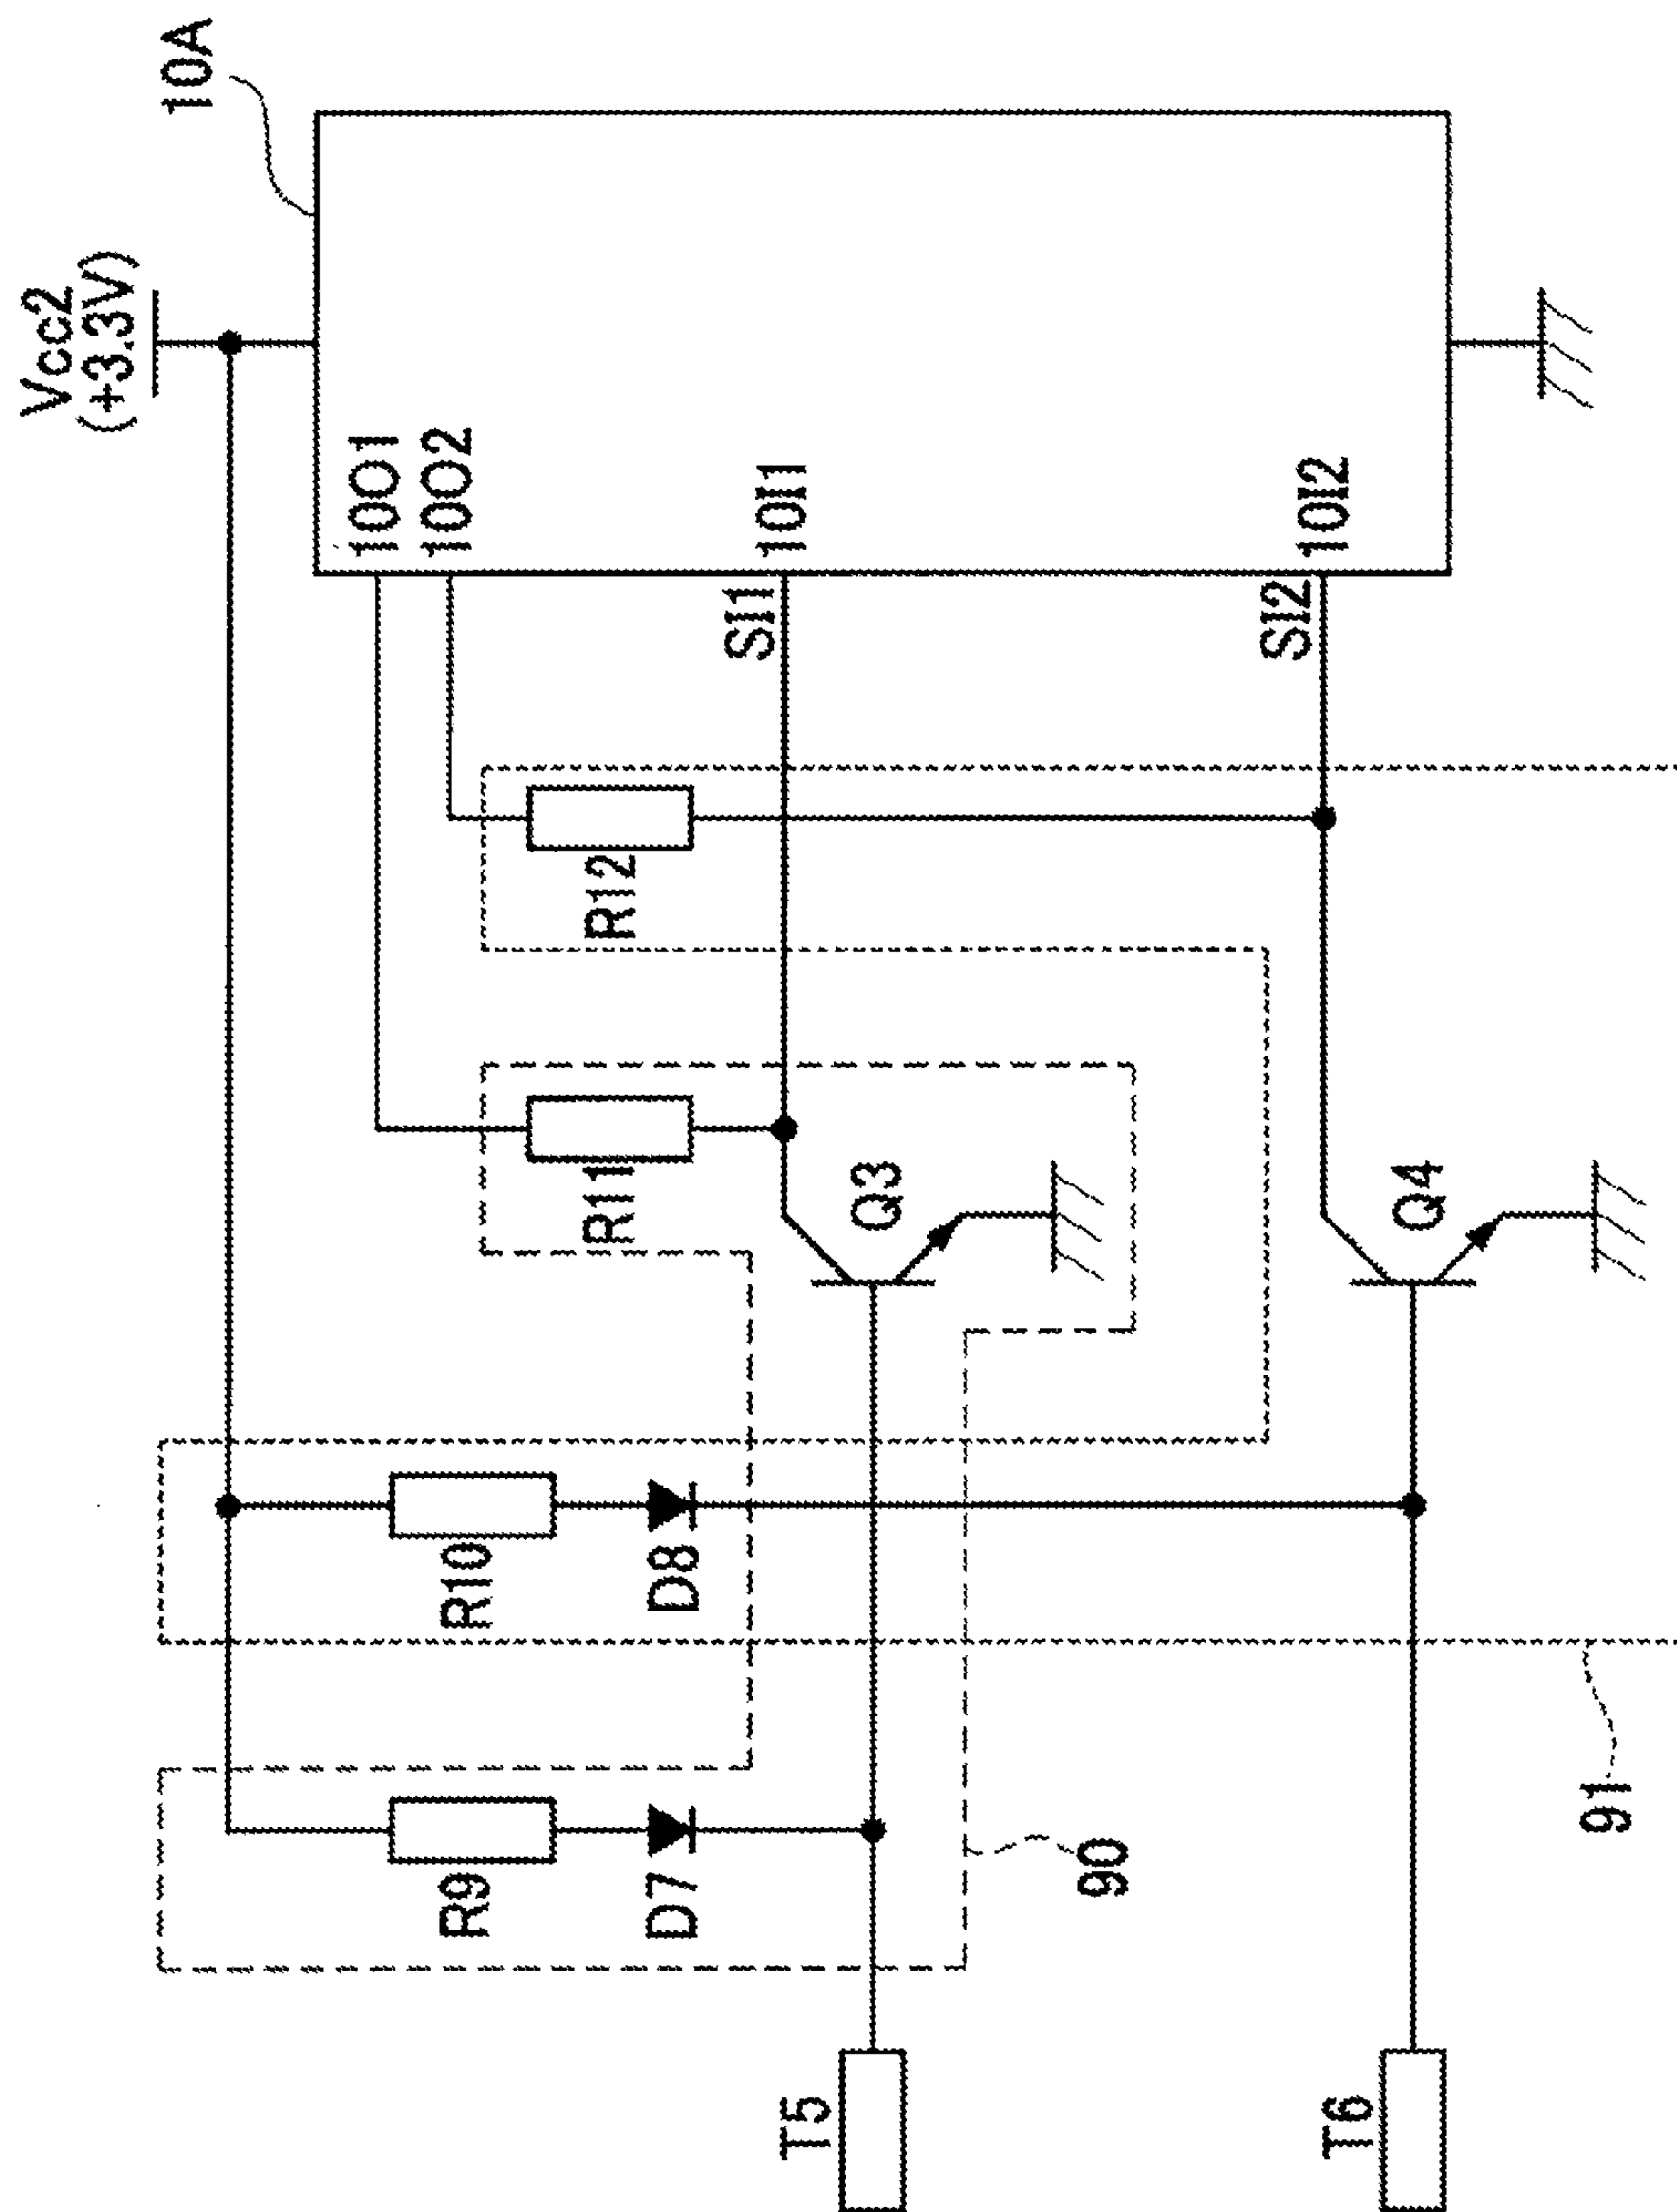 10A
Vcc2
(+3.3V)
10O1
10O2
10I1
10I2
SI1
SI2
R12
R11
Q3
Q4
R10
D8
R9
D7
90
91
T5
T6